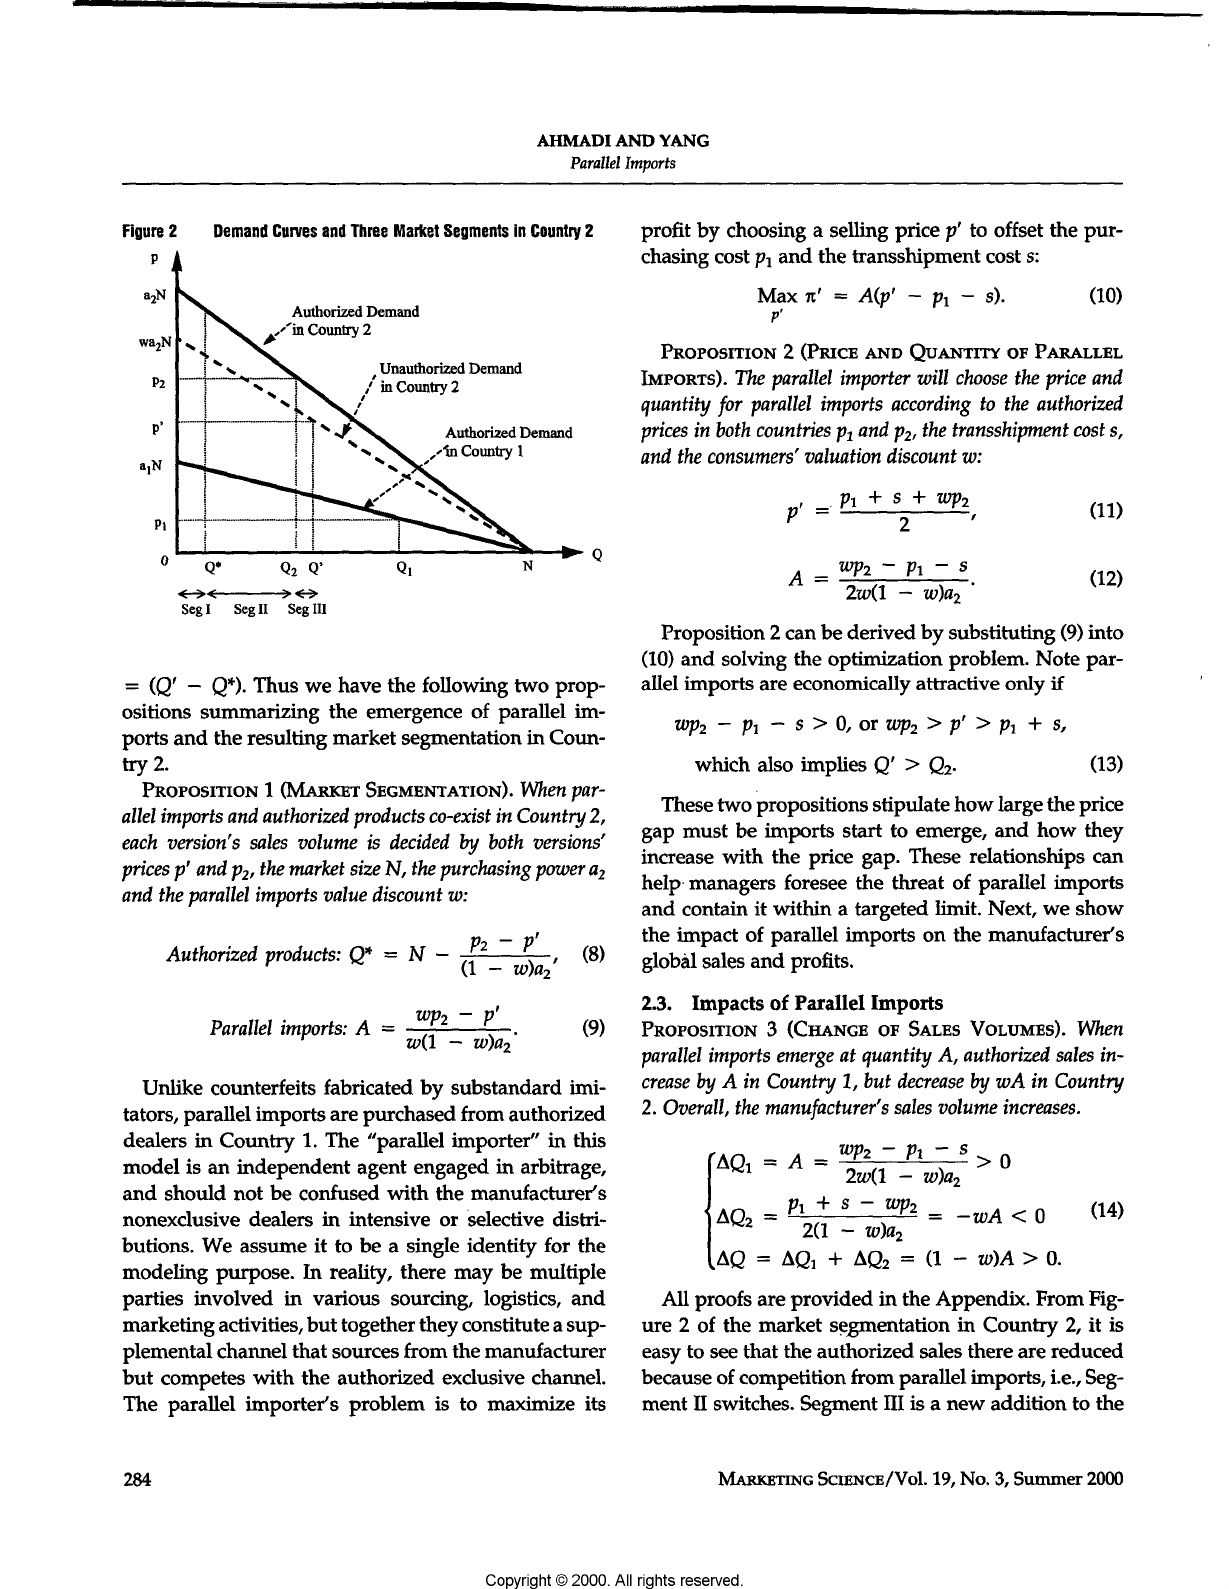 AHMADI AND YANG
Parallel Imports
Figure 2 Demand Curves and Three Market Segments in Country 2
P
a₂N
wa₂N
P₂
P'
a₁N
P₁
0
Authorized Demand
in Country 2
Unauthorized Demand
in Country 2
Authorized Demand
in Country 1
Q* Q₂ Q' Q₁ N Q
Seg I Seg II Seg III
= (Q′ − Q*). Thus we have the following two prop-
ositions summarizing the emergence of parallel im-
ports and the resulting market segmentation in Coun-
try 2.
PROPOSITION 1 (MARKET SEGMENTATION). When par-
allel imports and authorized products co-exist in Country 2,
each version's sales volume is decided by both versions'
prices p′ and p₂, the market size N, the purchasing power a₂
and the parallel imports value discount w:
Authorized products: Q* = N − (p₂ − p′)/((1 − w)a₂), (8)
Parallel imports: A = (wp₂ − p′)/(w(1 − w)a₂). (9)
Unlike counterfeits fabricated by substandard imi-
tators, parallel imports are purchased from authorized
dealers in Country 1. The "parallel importer" in this
model is an independent agent engaged in arbitrage,
and should not be confused with the manufacturer's
nonexclusive dealers in intensive or selective distri-
butions. We assume it to be a single identity for the
modeling purpose. In reality, there may be multiple
parties involved in various sourcing, logistics, and
marketing activities, but together they constitute a sup-
plemental channel that sources from the manufacturer
but competes with the authorized exclusive channel.
The parallel importer's problem is to maximize its
profit by choosing a selling price p′ to offset the pur-
chasing cost p₁ and the transshipment cost s:
Max π′ = A(p′ − p₁ − s). (10)
p′
PROPOSITION 2 (PRICE AND QUANTITY OF PARALLEL
IMPORTS). The parallel importer will choose the price and
quantity for parallel imports according to the authorized
prices in both countries p₁ and p₂, the transshipment cost s,
and the consumers' valuation discount w:
p′ = (p₁ + s + wp₂)/2, (11)
A = (wp₂ − p₁ − s)/(2w(1 − w)a₂). (12)
Proposition 2 can be derived by substituting (9) into
(10) and solving the optimization problem. Note par-
allel imports are economically attractive only if
wp₂ − p₁ − s > 0, or wp₂ > p′ > p₁ + s,
which also implies Q′ > Q₂. (13)
These two propositions stipulate how large the price
gap must be imports start to emerge, and how they
increase with the price gap. These relationships can
help managers foresee the threat of parallel imports
and contain it within a targeted limit. Next, we show
the impact of parallel imports on the manufacturer's
global sales and profits.
2.3. Impacts of Parallel Imports
PROPOSITION 3 (CHANGE OF SALES VOLUMES). When
parallel imports emerge at quantity A, authorized sales in-
crease by A in Country 1, but decrease by wA in Country
2. Overall, the manufacturer's sales volume increases.
ΔQ₁ = A = (wp₂ − p₁ − s)/(2w(1 − w)a₂) > 0
ΔQ₂ = (p₁ + s − wp₂)/(2(1 − w)a₂) = −wA < 0 (14)
ΔQ = ΔQ₁ + ΔQ₂ = (1 − w)A > 0.
All proofs are provided in the Appendix. From Fig-
ure 2 of the market segmentation in Country 2, it is
easy to see that the authorized sales there are reduced
because of competition from parallel imports, i.e., Seg-
ment II switches. Segment III is a new addition to the
284
MARKETING SCIENCE/Vol. 19, No. 3, Summer 2000
Copyright © 2000. All rights reserved.